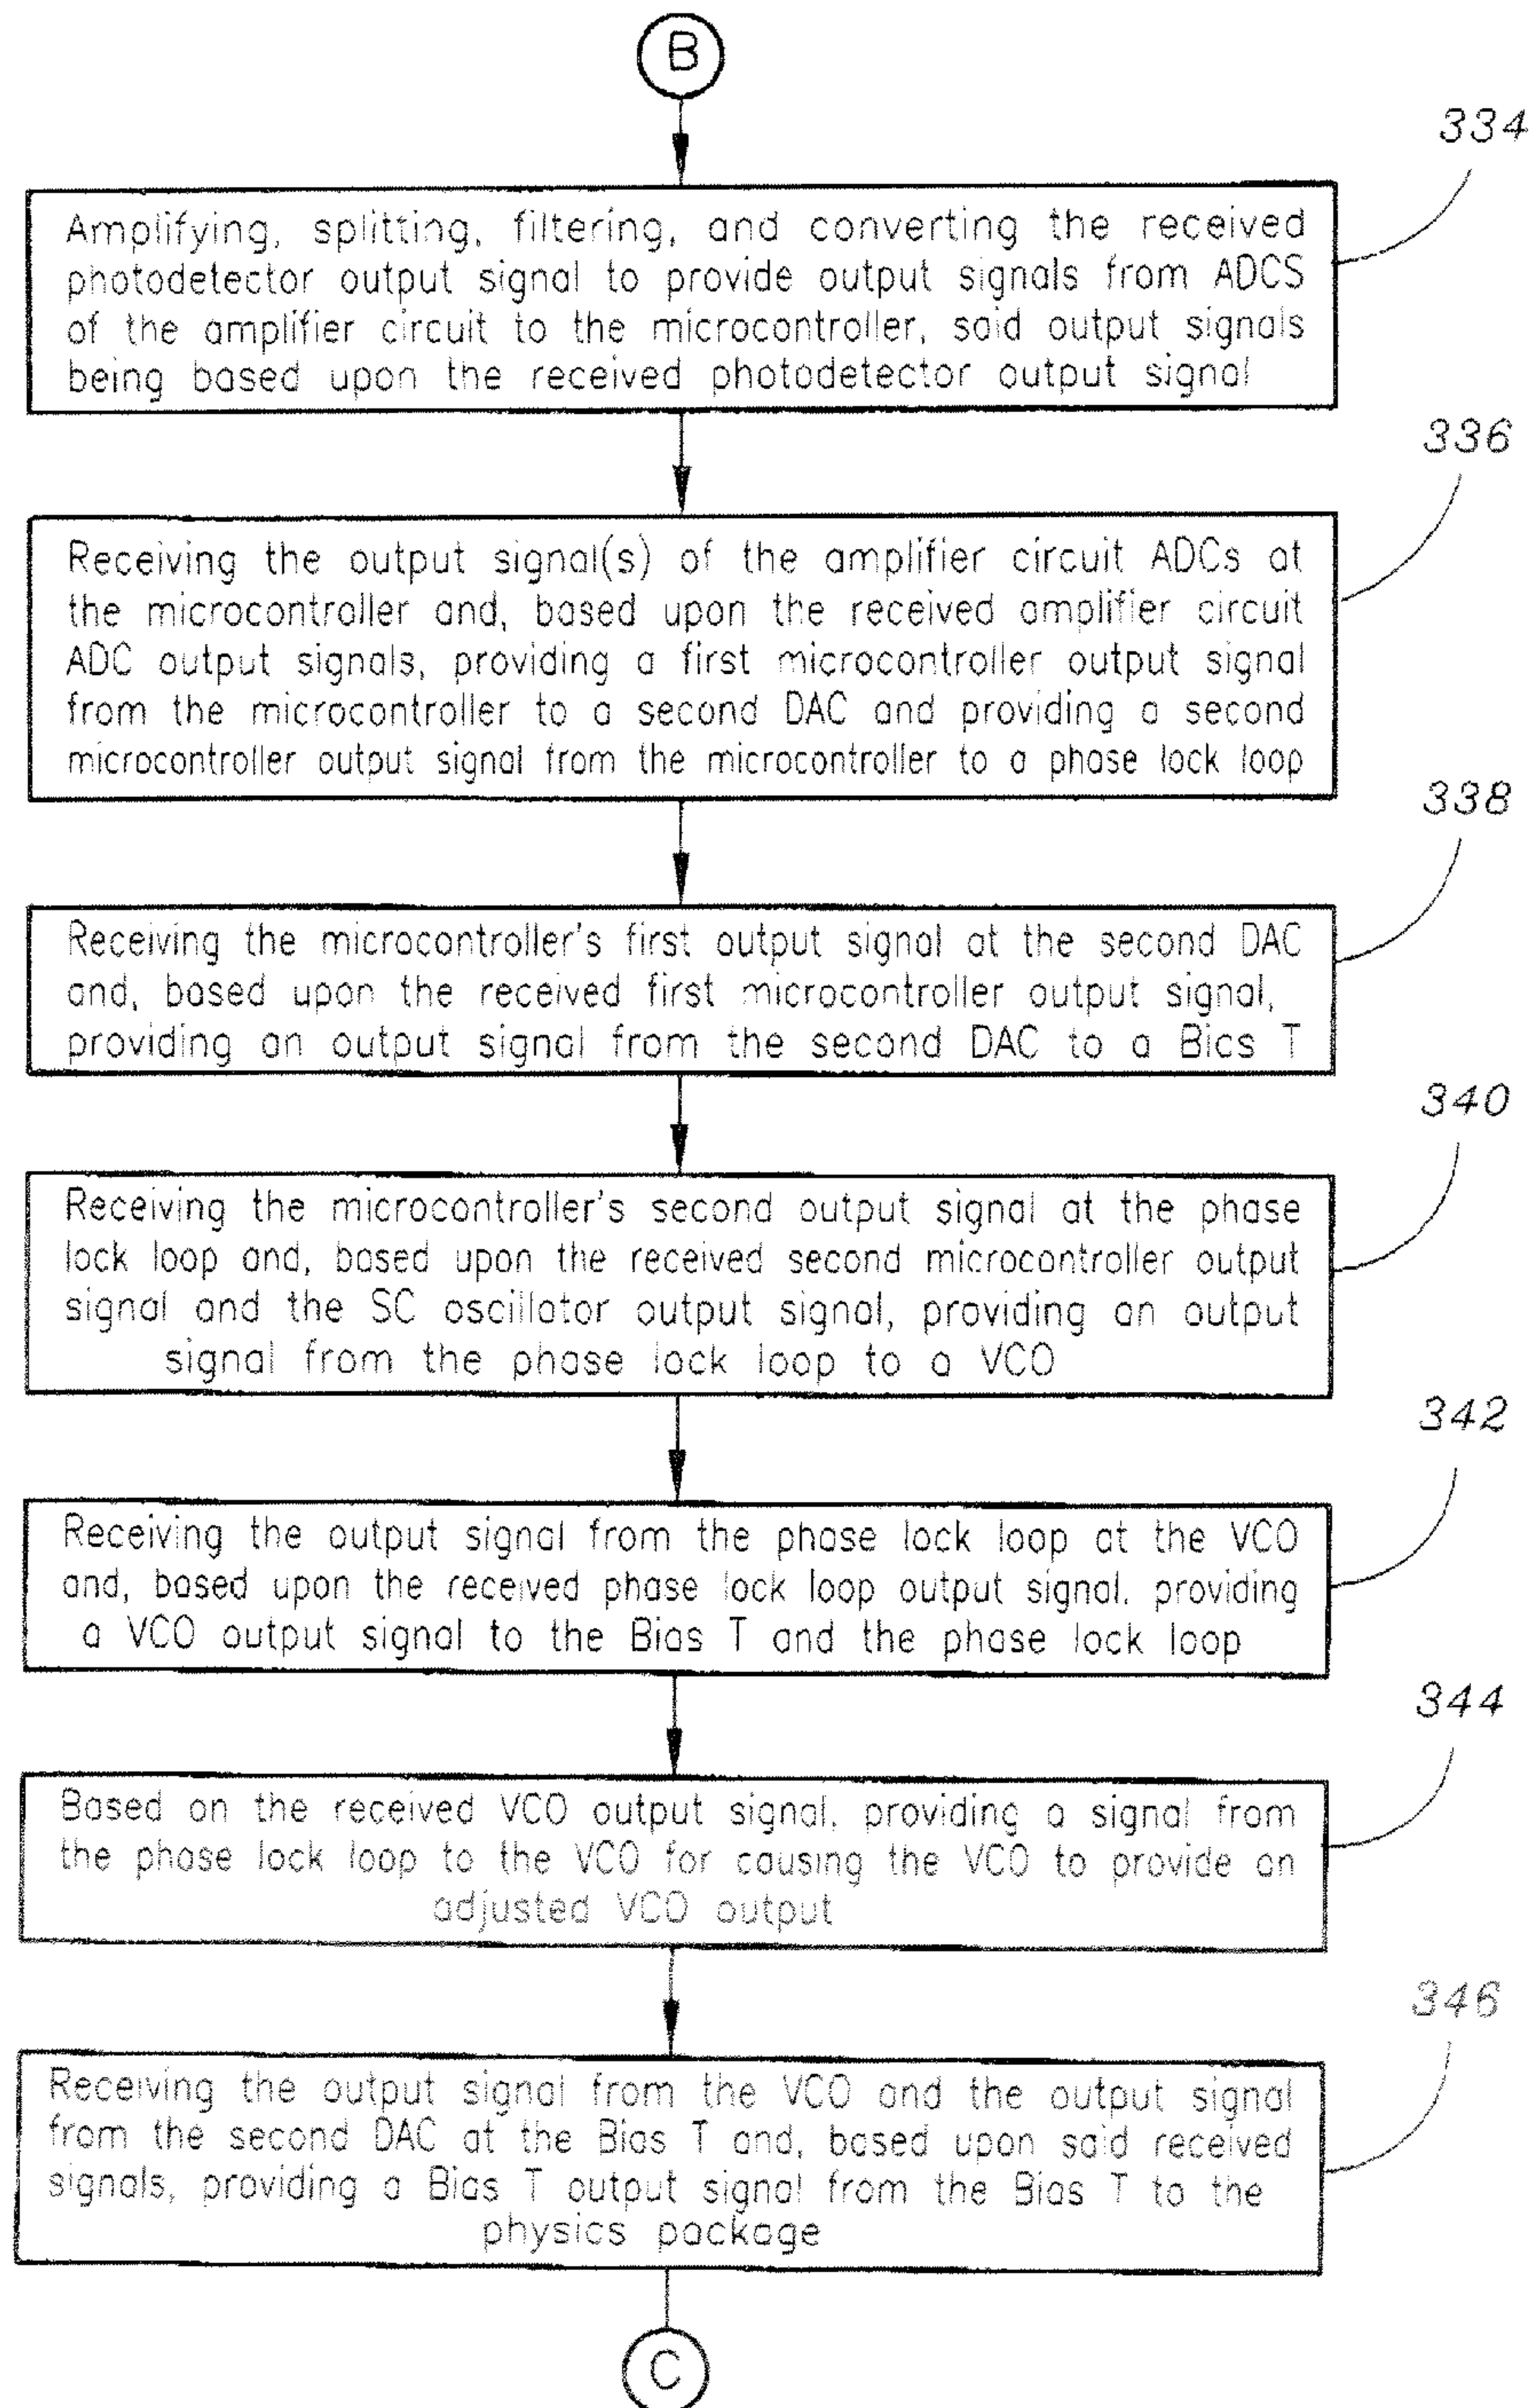 B
334
Amplifying, splitting, filtering, and converting the received
photodetector output signal to provide output signals from ADCS
of the amplifier circuit to the microcontroller, said output signals
being based upon the received photodetector output signal
336
Receiving the output signal(s) of the amplifier circuit ADCs at
the microcontroller and, based upon the received amplifier circuit
ADC output signals, providing a first microcontroller output signal
from the microcontroller to a second DAC and providing a second
microcontroller output signal from the microcontroller to a phase lock loop
338
Receiving the microcontroller's first output signal at the second DAC
and, based upon the received first microcontroller output signal,
providing an output signal from the second DAC to a Bias T
340
Receiving the microcontroller's second output signal at the phase
lock loop and, based upon the received second microcontroller output
signal and the SC oscillator output signal, providing an output
signal from the phase lock loop to a VCO
342
Receiving the output signal from the phase lock loop at the VCO
and, based upon the received phase lock loop output signal, providing
a VCO output signal to the Bias T and the phase lock loop
344
Based on the received VCO output signal, providing a signal from
the phase lock loop to the VCO for causing the VCO to provide an
adjusted VCO output
346
Receiving the output signal from the VCO and the output signal
from the second DAC at the Bias T and, based upon said received
signals, providing a Bias T output signal from the Bias T to the
physics package
C